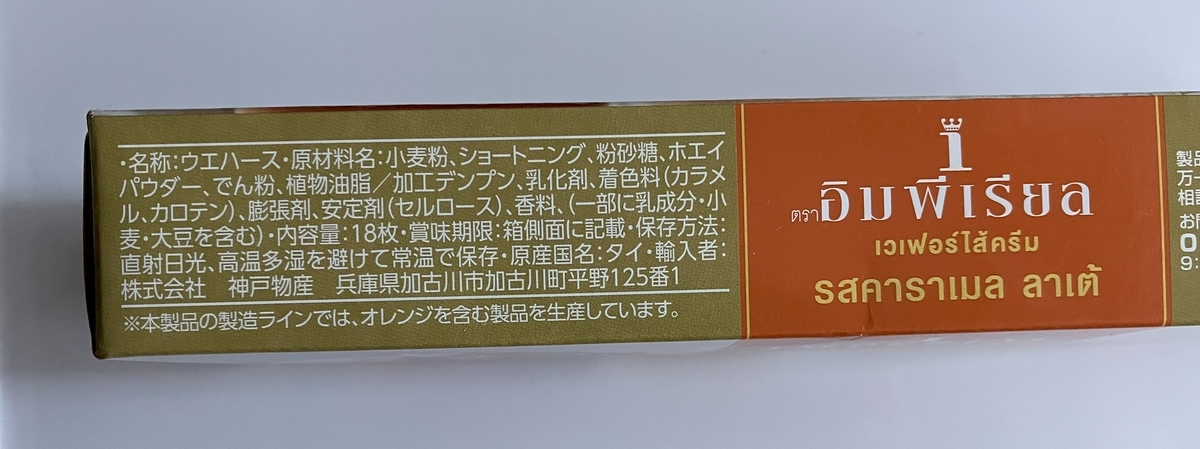 ・名称：ウエハース・原材料名：小麦粉、ショートニング、粉砂糖、ホエイ
パウダー、でん粉、植物油脂／加工デンプン、乳化剤、着色料（カラメ
ル、カロテン）、膨張剤、安定剤（セルロース）、香料、（一部に乳成分・小
麦・大豆を含む）・内容量：18枚・賞味期限：箱側面に記載・保存方法：
直射日光、高温多湿を避けて常温で保存・原産国名：タイ・輸入者：
株式会社 神戸物産 兵庫県加古川市加古川町平野125番1
※本製品の製造ラインでは、オレンジを含む製品を生産しています。
ตราอิมพีเรียล
เวเฟอร์ไส้ครีม
รสคาราเมล ลาเต้
製品
万一
相
お
0
9: